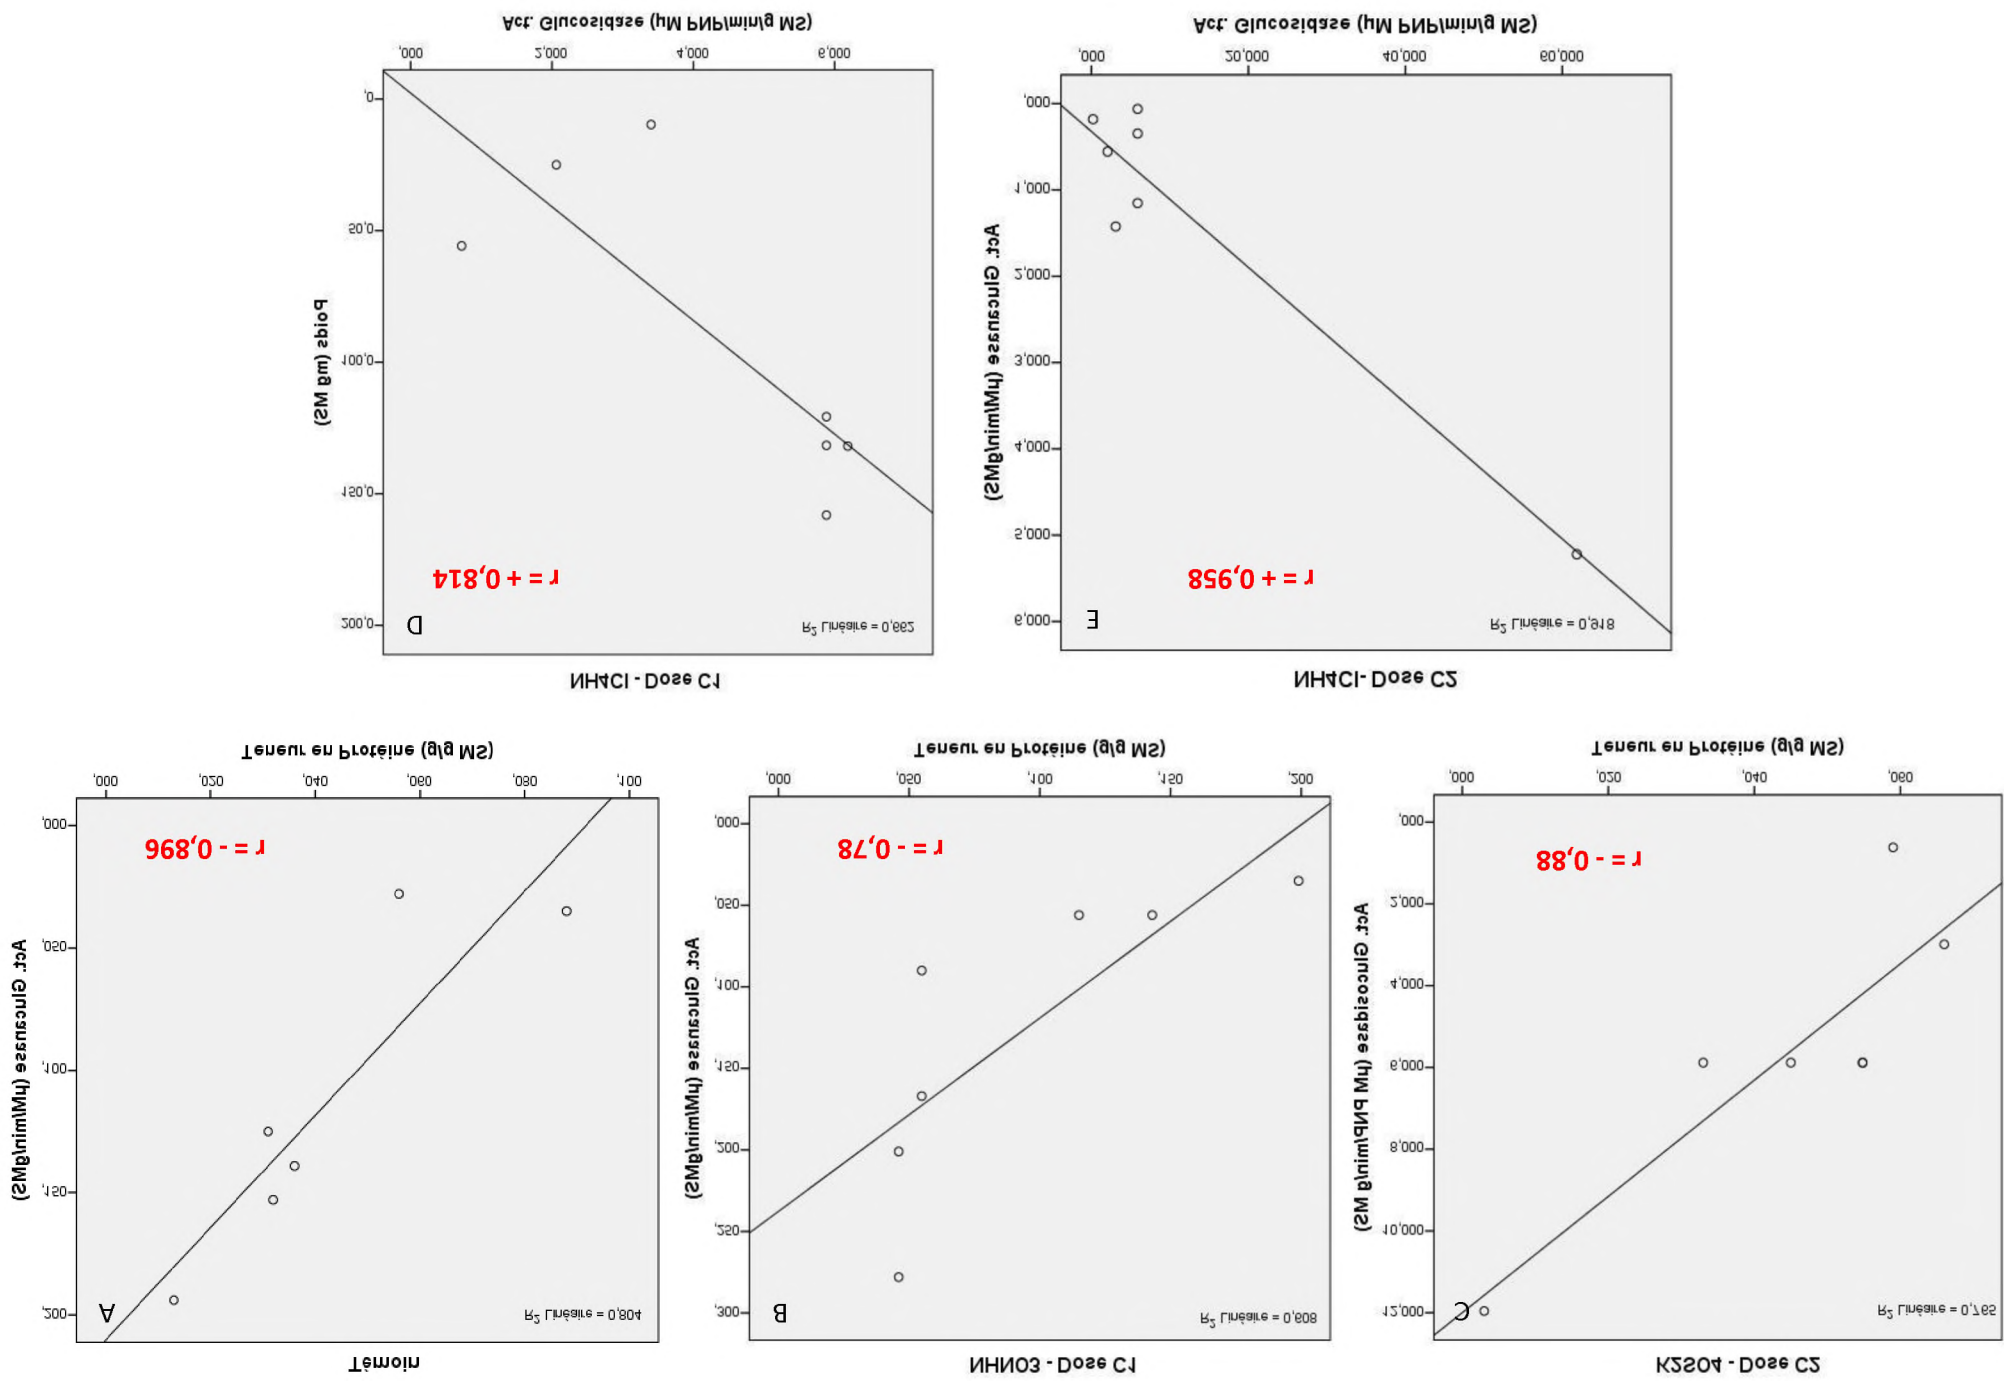 Témoin
A
R² Linéaire = 0,804
,200
,150
,100
,050
,000
Act. Glucanase (µM/min/gMS)
r = - 0,896
,000 ,020 ,040 ,060 ,080 ,100
Teneur en Protéine (g/g MS)
NHNO3 - Dose C1
B
R² Linéaire = 0,608
,300
,250
,200
,150
,100
,050
,000
Act. Glucanase (µM/min/gMS)
r = - 0,78
,000 ,050 ,100 ,150 ,200
Teneur en Protéine (g/g MS)
K2SO4 - Dose C2
C
R² Linéaire = 0,765
12,000
10,000
8,000
6,000
4,000
2,000
,000
Act. Glucosidase (µM PNP/min/g MS)
r = - 0,88
,000 ,020 ,040 ,060
Teneur en Protéine (g/g MS)
NH4Cl - Dose C1
D
R² Linéaire = 0,662
r = + 0,814
200,0
150,0
100,0
50,0
,0
Poids (mg MS)
,000 2,000 4,000 6,000
Act. Glucosidase (µM PNP/min/g MS)
NH4Cl- Dose C2
E
R² Linéaire = 0,918
r = + 0,958
6,000
5,000
4,000
3,000
2,000
1,000
,000
Act. Glucanase (µM/min/gMS)
,000 20,000 40,000 60,000
Act. Glucosidase (µM PNP/min/g MS)